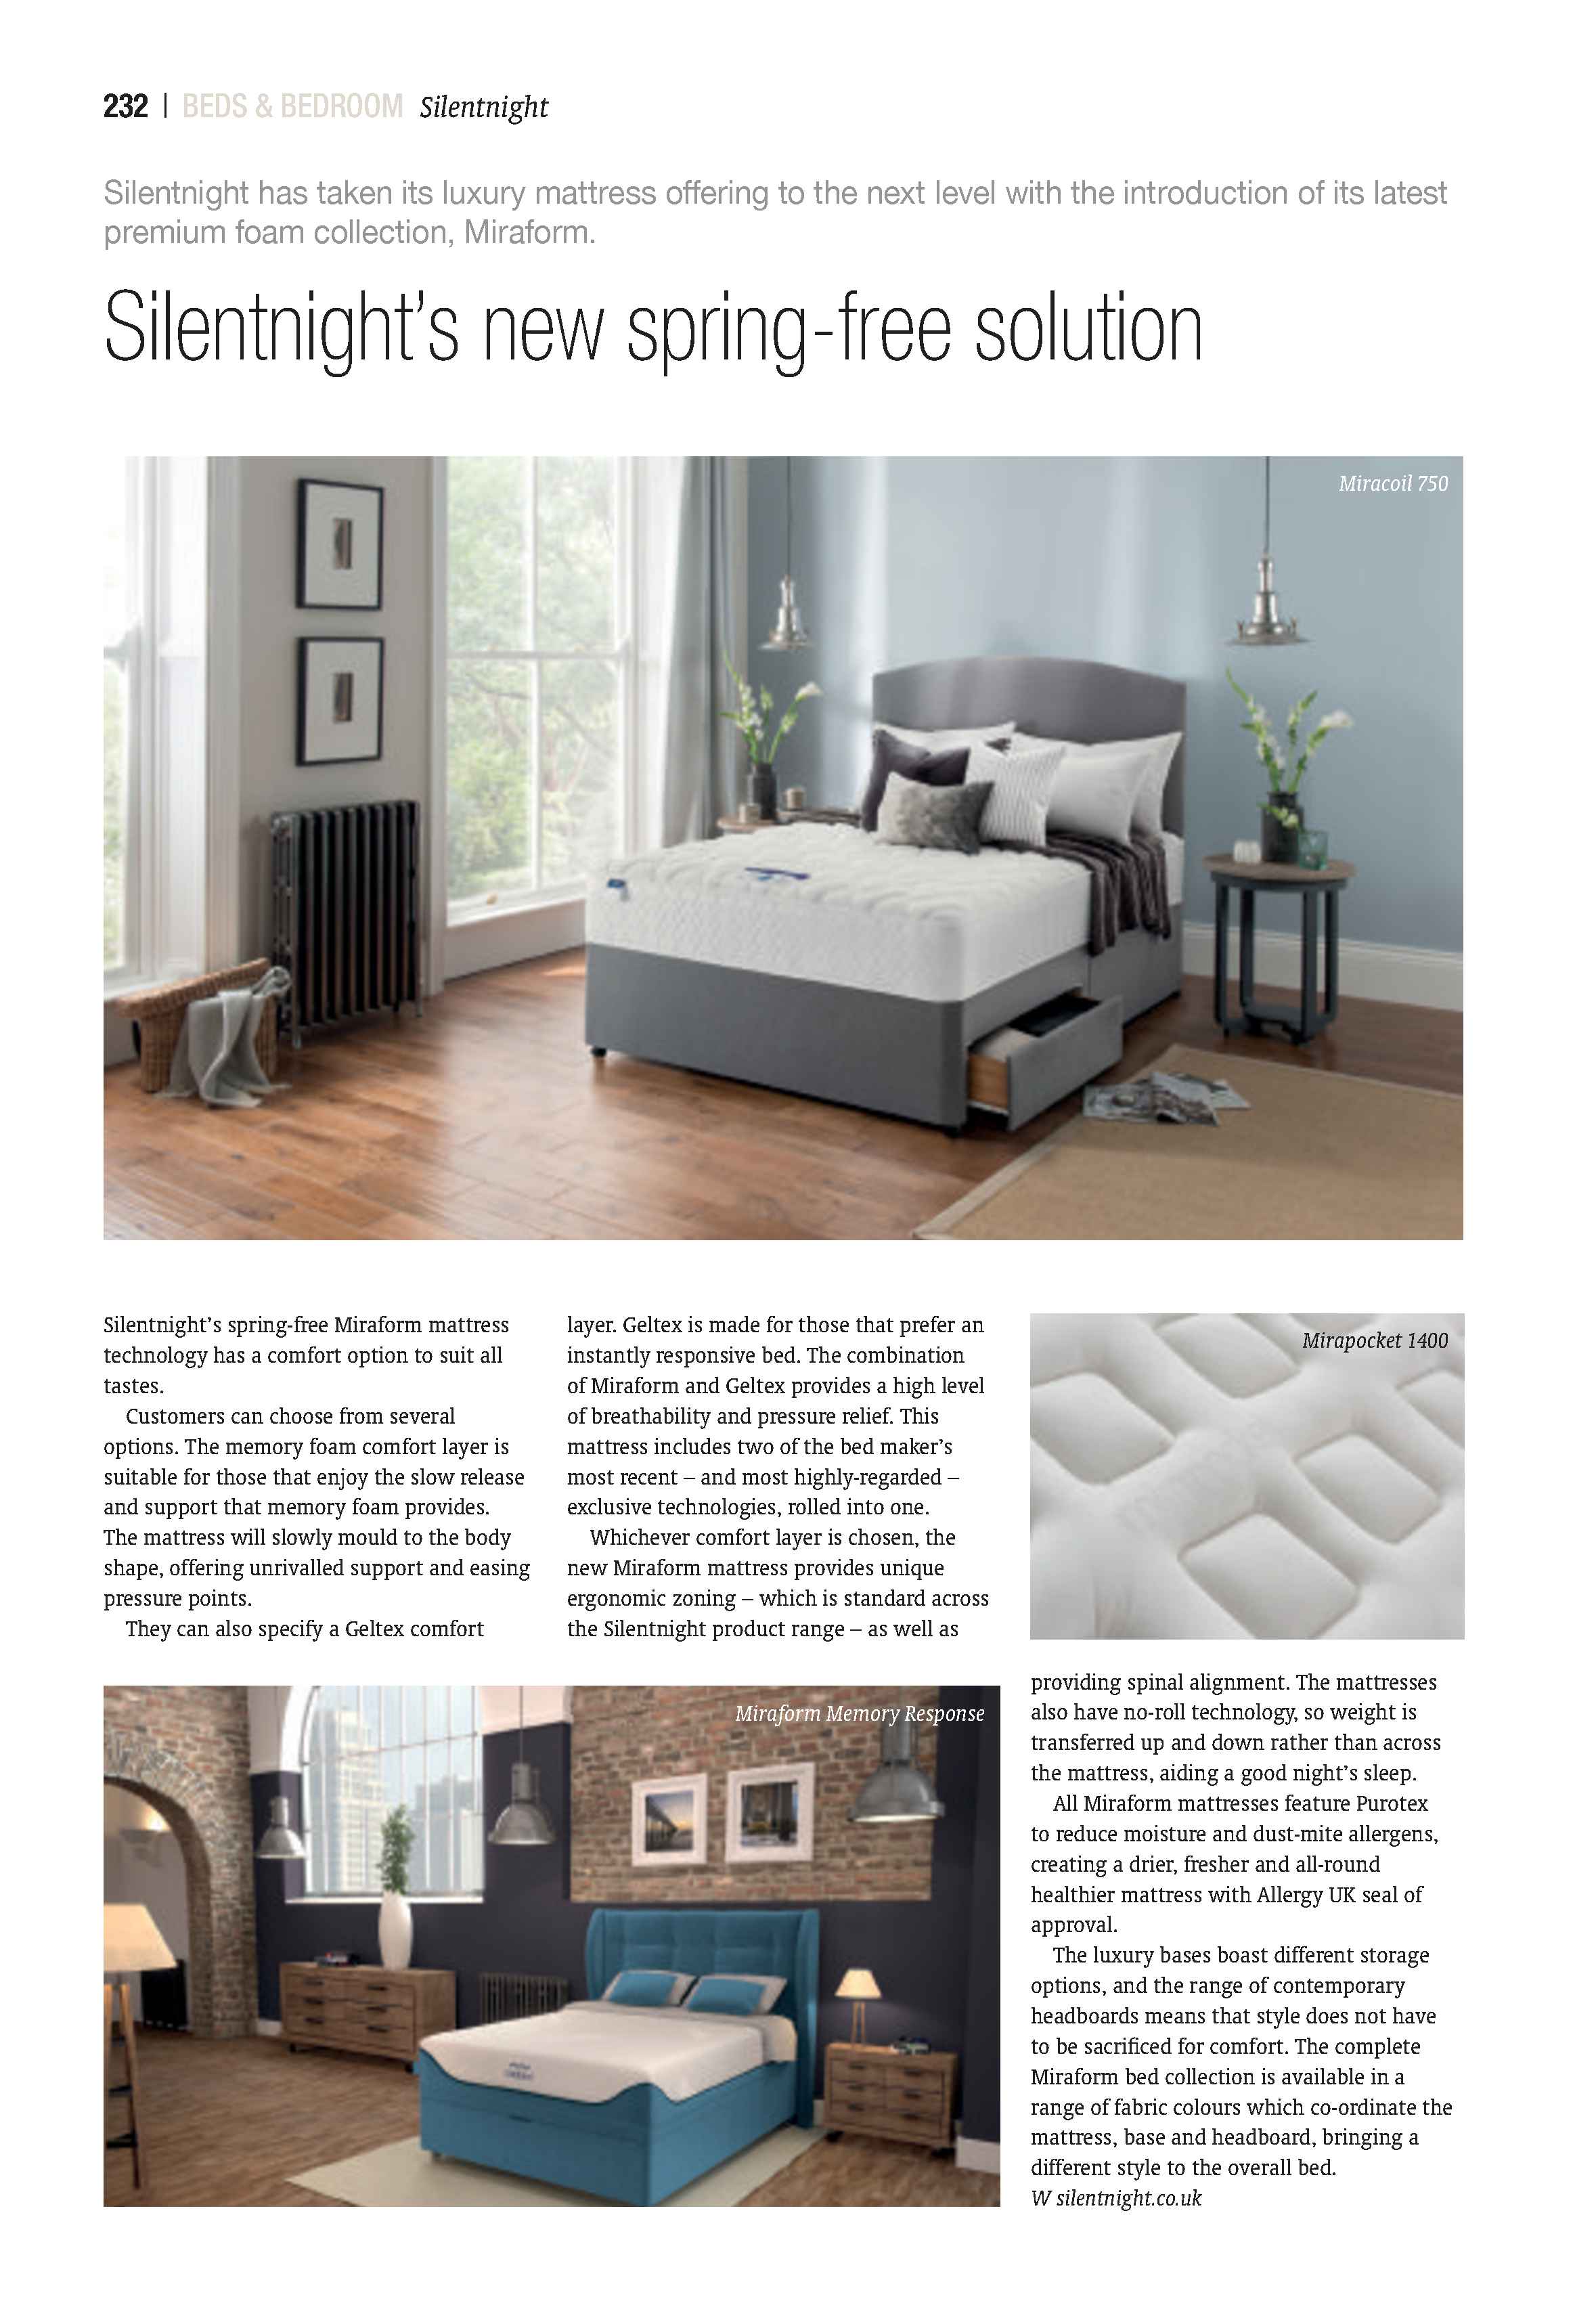 232 | BEDS & BEDROOM Silentnight
Silentnight has taken its luxury mattress offering to the next level with the introduction of its latest
premium foam collection, Miraform.
Silentnight's new spring-free solution
Miracoil 750
Silentnight's spring-free Miraform mattress
technology has a comfort option to suit all
tastes.
Customers can choose from several
options. The memory foam comfort layer is
suitable for those that enjoy the slow release
and support that memory foam provides.
The mattress will slowly mould to the body
shape, offering unrivalled support and easing
pressure points.
They can also specify a Geltex comfort
layer. Geltex is made for those that prefer an
instantly responsive bed. The combination
of Miraform and Geltex provides a high level
of breathability and pressure relief. This
mattress includes two of the bed maker's
most recent – and most highly-regarded –
exclusive technologies, rolled into one.
Whichever comfort layer is chosen, the
new Miraform mattress provides unique
ergonomic zoning – which is standard across
the Silentnight product range – as well as
Mirapocket 1400
providing spinal alignment. The mattresses
also have no-roll technology, so weight is
transferred up and down rather than across
the mattress, aiding a good night's sleep.
All Miraform mattresses feature Purotex
to reduce moisture and dust-mite allergens,
creating a drier, fresher and all-round
healthier mattress with Allergy UK seal of
approval.
The luxury bases boast different storage
options, and the range of contemporary
headboards means that style does not have
to be sacrificed for comfort. The complete
Miraform bed collection is available in a
range of fabric colours which co-ordinate the
mattress, base and headboard, bringing a
different style to the overall bed.
W silentnight.co.uk
Miraform Memory Response